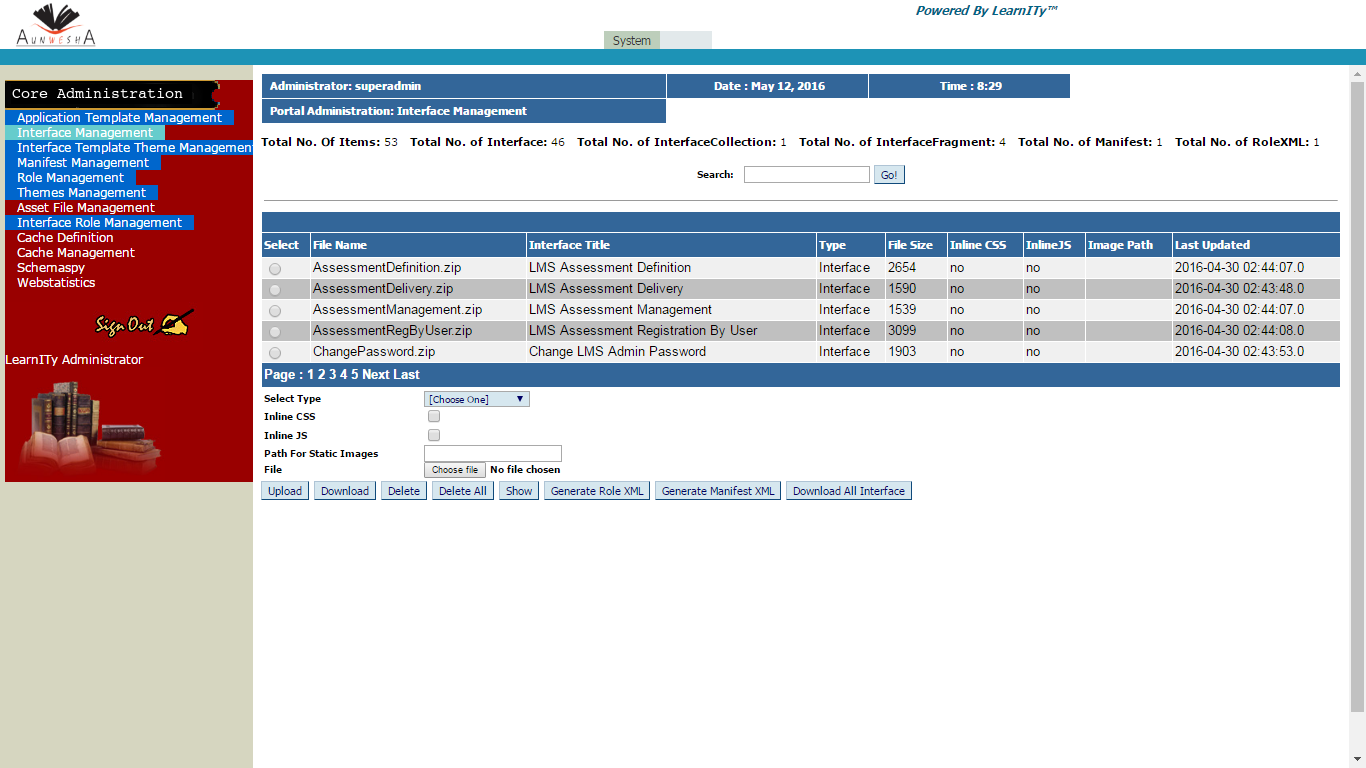 AUNWESHA
Powered By LearnITy™
System
Core Administration
Application Template Management
Interface Management
Interface Template Theme Management
Manifest Management
Role Management
Themes Management
Asset File Management
Interface Role Management
Cache Definition
Cache Management
Schemaspy
Webstatistics
Sign Out
LearnITy Administrator
Administrator: superadmin Date : May 12, 2016 Time : 8:29
Portal Administration: Interface Management
Total No. Of Items: 53 Total No. of Interface: 46 Total No. of InterfaceCollection: 1 Total No. of InterfaceFragment: 4 Total No. of Manifest: 1 Total No. of RoleXML: 1
Search: Go!
Select File Name Interface Title Type File Size Inline CSS InlineJS Image Path Last Updated
AssessmentDefinition.zip LMS Assessment Definition Interface 2654 no no 2016-04-30 02:44:07.0
AssessmentDelivery.zip LMS Assessment Delivery Interface 1590 no no 2016-04-30 02:43:48.0
AssessmentManagement.zip LMS Assessment Management Interface 1539 no no 2016-04-30 02:44:07.0
AssessmentRegByUser.zip LMS Assessment Registration By User Interface 3099 no no 2016-04-30 02:44:08.0
ChangePassword.zip Change LMS Admin Password Interface 1903 no no 2016-04-30 02:43:53.0
Page : 1 2 3 4 5 Next Last
Select Type [Choose One]
Inline CSS
Inline JS
Path For Static Images
File Choose file No file chosen
Upload Download Delete Delete All Show Generate Role XML Generate Manifest XML Download All Interface